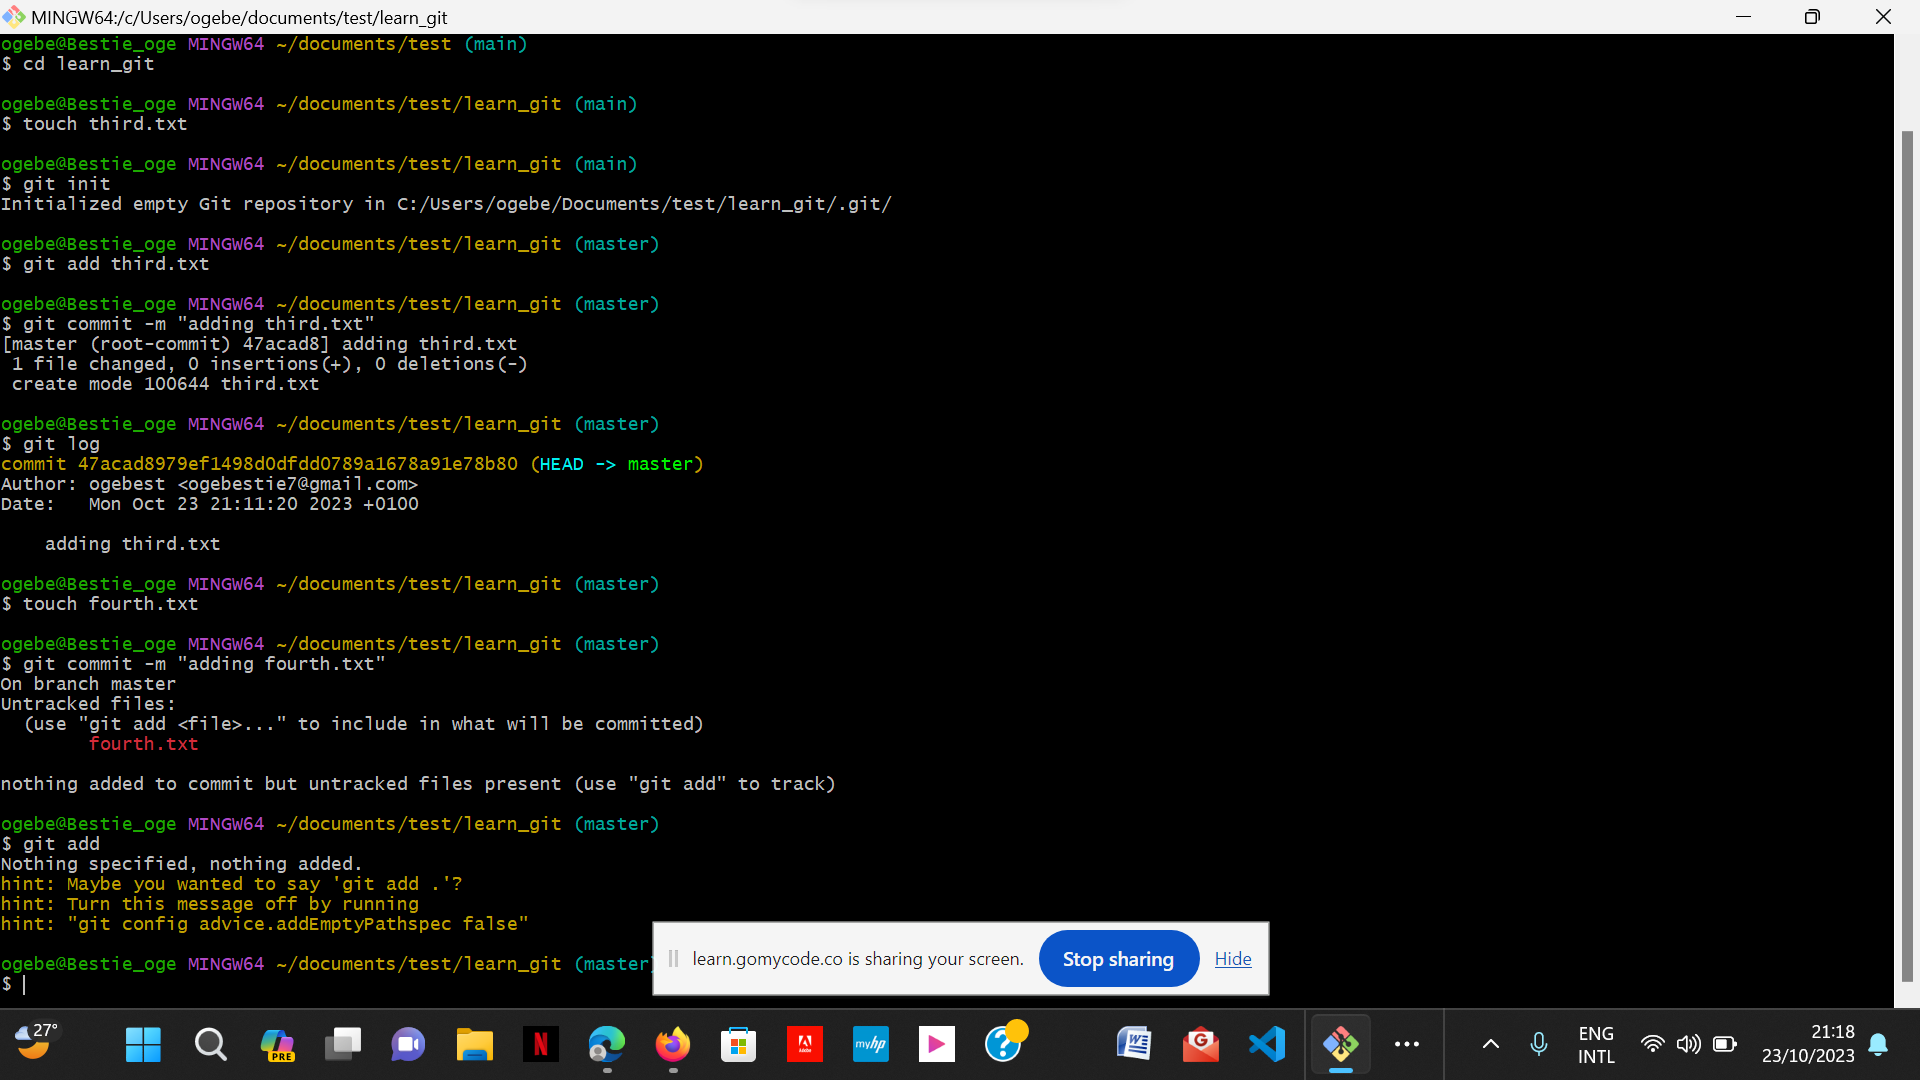 MINGW64:/c/Users/ogebe/documents/test/learn_git
ogebe@Bestie_oge MINGW64 ~/documents/test (main)
$ cd learn_git
ogebe@Bestie_oge MINGW64 ~/documents/test/learn_git (main)
$ touch third.txt
ogebe@Bestie_oge MINGW64 ~/documents/test/learn_git (main)
$ git init
Initialized empty Git repository in C:/Users/ogebe/Documents/test/learn_git/.git/
ogebe@Bestie_oge MINGW64 ~/documents/test/learn_git (master)
$ git add third.txt
ogebe@Bestie_oge MINGW64 ~/documents/test/learn_git (master)
$ git commit -m "adding third.txt"
[master (root-commit) 47acad8] adding third.txt
 1 file changed, 0 insertions(+), 0 deletions(-)
 create mode 100644 third.txt
ogebe@Bestie_oge MINGW64 ~/documents/test/learn_git (master)
$ git log
commit 47acad8979ef1498d0dfdd0789a1678a91e78b80 (HEAD -> master)
Author: ogebest <ogebestie7@gmail.com>
Date:   Mon Oct 23 21:11:20 2023 +0100
    adding third.txt
ogebe@Bestie_oge MINGW64 ~/documents/test/learn_git (master)
$ touch fourth.txt
ogebe@Bestie_oge MINGW64 ~/documents/test/learn_git (master)
$ git commit -m "adding fourth.txt"
On branch master
Untracked files:
  (use "git add <file>..." to include in what will be committed)
        fourth.txt
nothing added to commit but untracked files present (use "git add" to track)
ogebe@Bestie_oge MINGW64 ~/documents/test/learn_git (master)
$ git add
Nothing specified, nothing added.
hint: Maybe you wanted to say 'git add .'?
hint: Turn this message off by running
hint: "git config advice.addEmptyPathspec false"
ogebe@Bestie_oge MINGW64 ~/documents/test/learn_git (master)
$
learn.gomycode.co is sharing your screen.
Stop sharing
Hide
27°
PRE
N
Adobe
myhp
?
W
G
ENG
INTL
21:18
23/10/2023